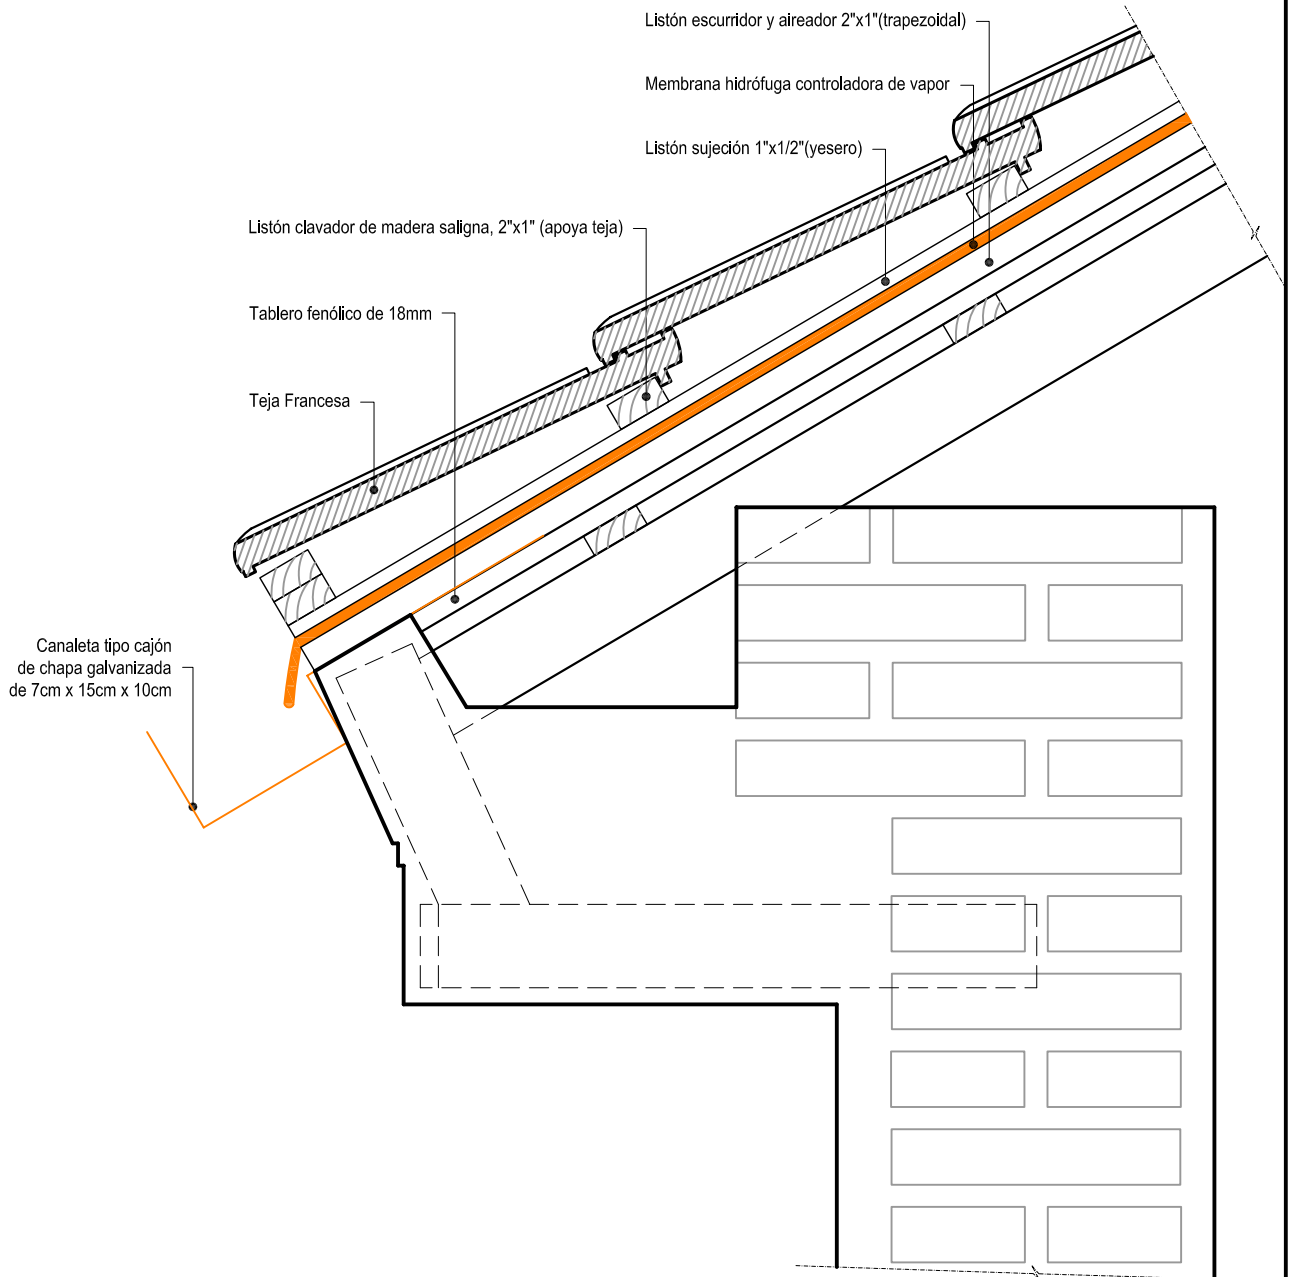 Listón escurridor y aireador 2"x1"(trapezoidal)
Membrana hidrófuga controladora de vapor
Listón sujeción 1"x1/2"(yesero)
Listón clavador de madera saligna, 2"x1" (apoya teja)
Tablero fenólico de 18mm
Teja Francesa
Canaleta tipo cajón
de chapa galvanizada
de 7cm x 15cm x 10cm